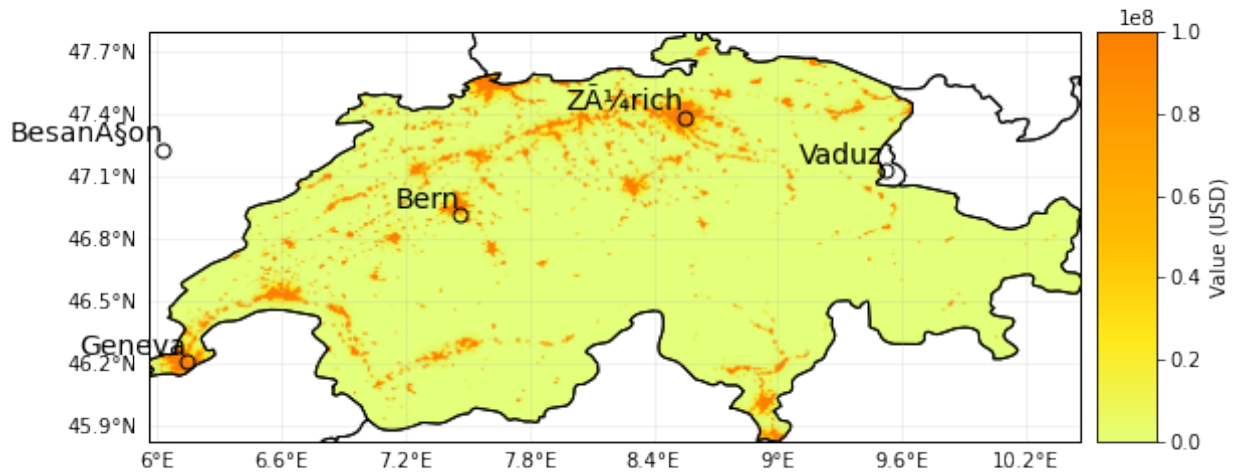 1e8
47.7°N
47.4°N
47.1°N
46.8°N
46.5°N
46.2°N
45.9°N
ZÃ¼rich
BesanÃ§on
Vaduz
Bern
Geneva
6°E
6.6°E
7.2°E
7.8°E
8.4°E
9°E
9.6°E
10.2°E
1.0
0.8
0.6
0.4
0.2
0.0
Value (USD)